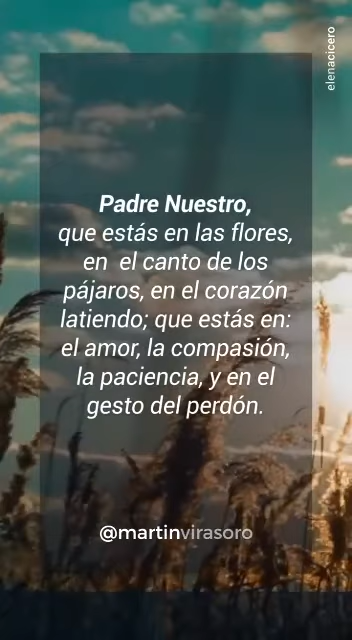 elenacicero
Padre Nuestro,
que estás en las flores,
en el canto de los
pájaros, en el corazón
latiendo; que estás en:
el amor, la compasión,
la paciencia, y en el
gesto del perdón.
@martinvirasoro